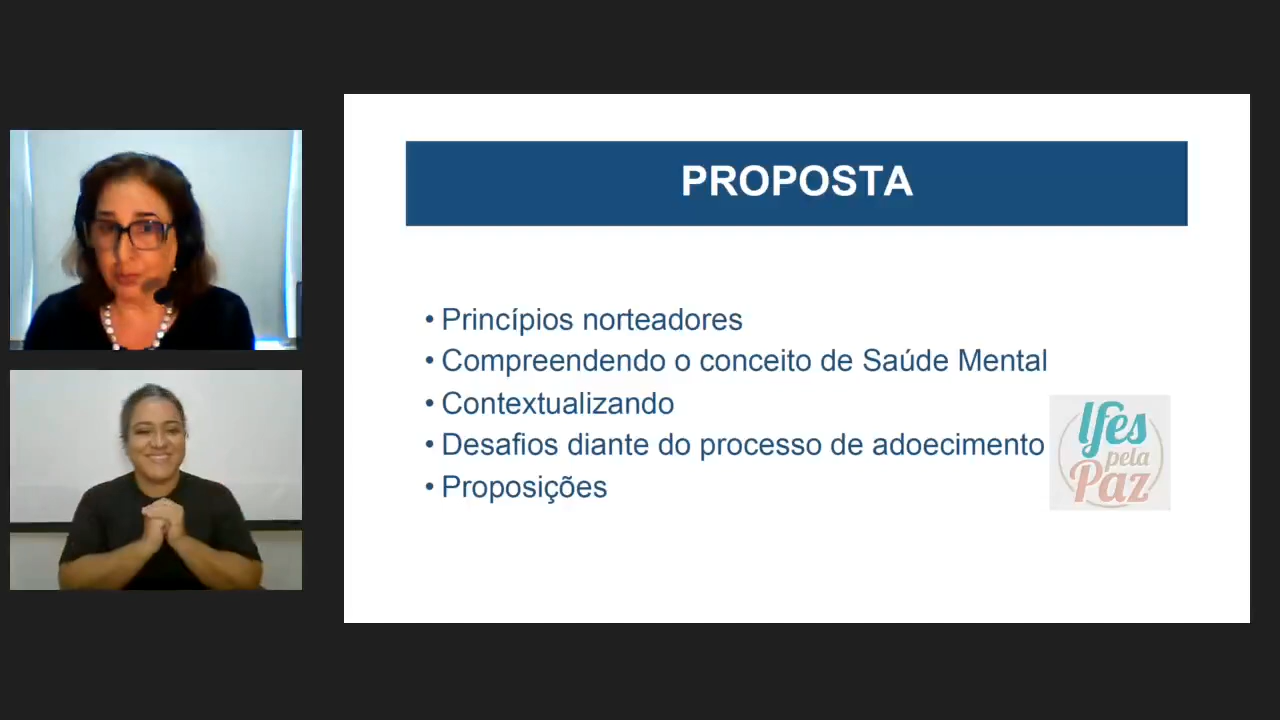 PROPOSTA
• Princípios norteadores
• Compreendendo o conceito de Saúde Mental
• Contextualizando
• Desafios diante do processo de adoecimento
• Proposições
Ifes
pela
Paz